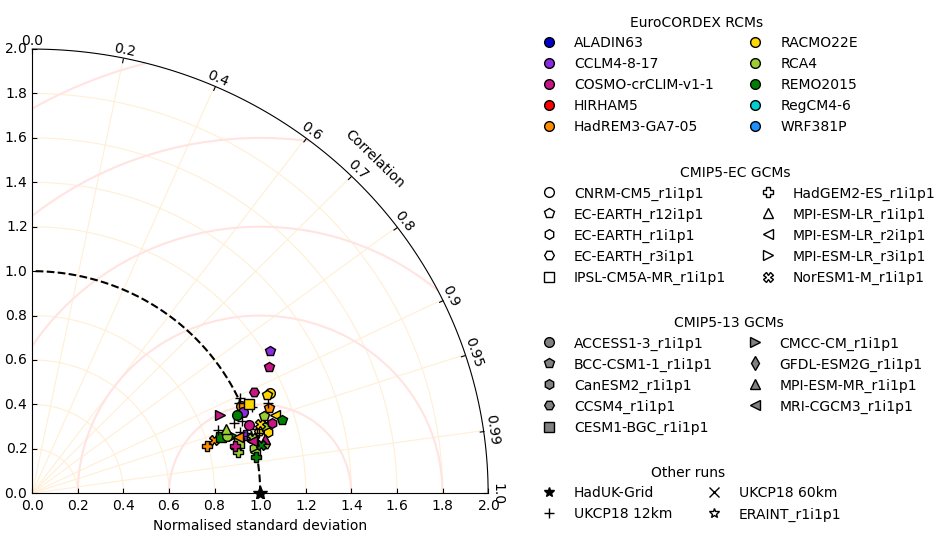 0.0
0.2
0.4
0.6
0.7
0.8
0.9
0.95
0.99
1.0
Correlation
2.0
1.8
1.6
1.4
1.2
1.0
0.8
0.6
0.4
0.2
0.0
0.0 0.2 0.4 0.6 0.8 1.0 1.2 1.4 1.6 1.8 2.0
Normalised standard deviation
EuroCORDEX RCMs
ALADIN63 RACMO22E
CCLM4-8-17 RCA4
COSMO-crCLIM-v1-1 REMO2015
HIRHAM5 RegCM4-6
HadREM3-GA7-05 WRF381P
CMIP5-EC GCMs
CNRM-CM5_r1i1p1 HadGEM2-ES_r1i1p1
EC-EARTH_r12i1p1 MPI-ESM-LR_r1i1p1
EC-EARTH_r1i1p1 MPI-ESM-LR_r2i1p1
EC-EARTH_r3i1p1 MPI-ESM-LR_r3i1p1
IPSL-CM5A-MR_r1i1p1 NorESM1-M_r1i1p1
CMIP5-13 GCMs
ACCESS1-3_r1i1p1 CMCC-CM_r1i1p1
BCC-CSM1-1_r1i1p1 GFDL-ESM2G_r1i1p1
CanESM2_r1i1p1 MPI-ESM-MR_r1i1p1
CCSM4_r1i1p1 MRI-CGCM3_r1i1p1
CESM1-BGC_r1i1p1
Other runs
HadUK-Grid UKCP18 60km
UKCP18 12km ERAINT_r1i1p1